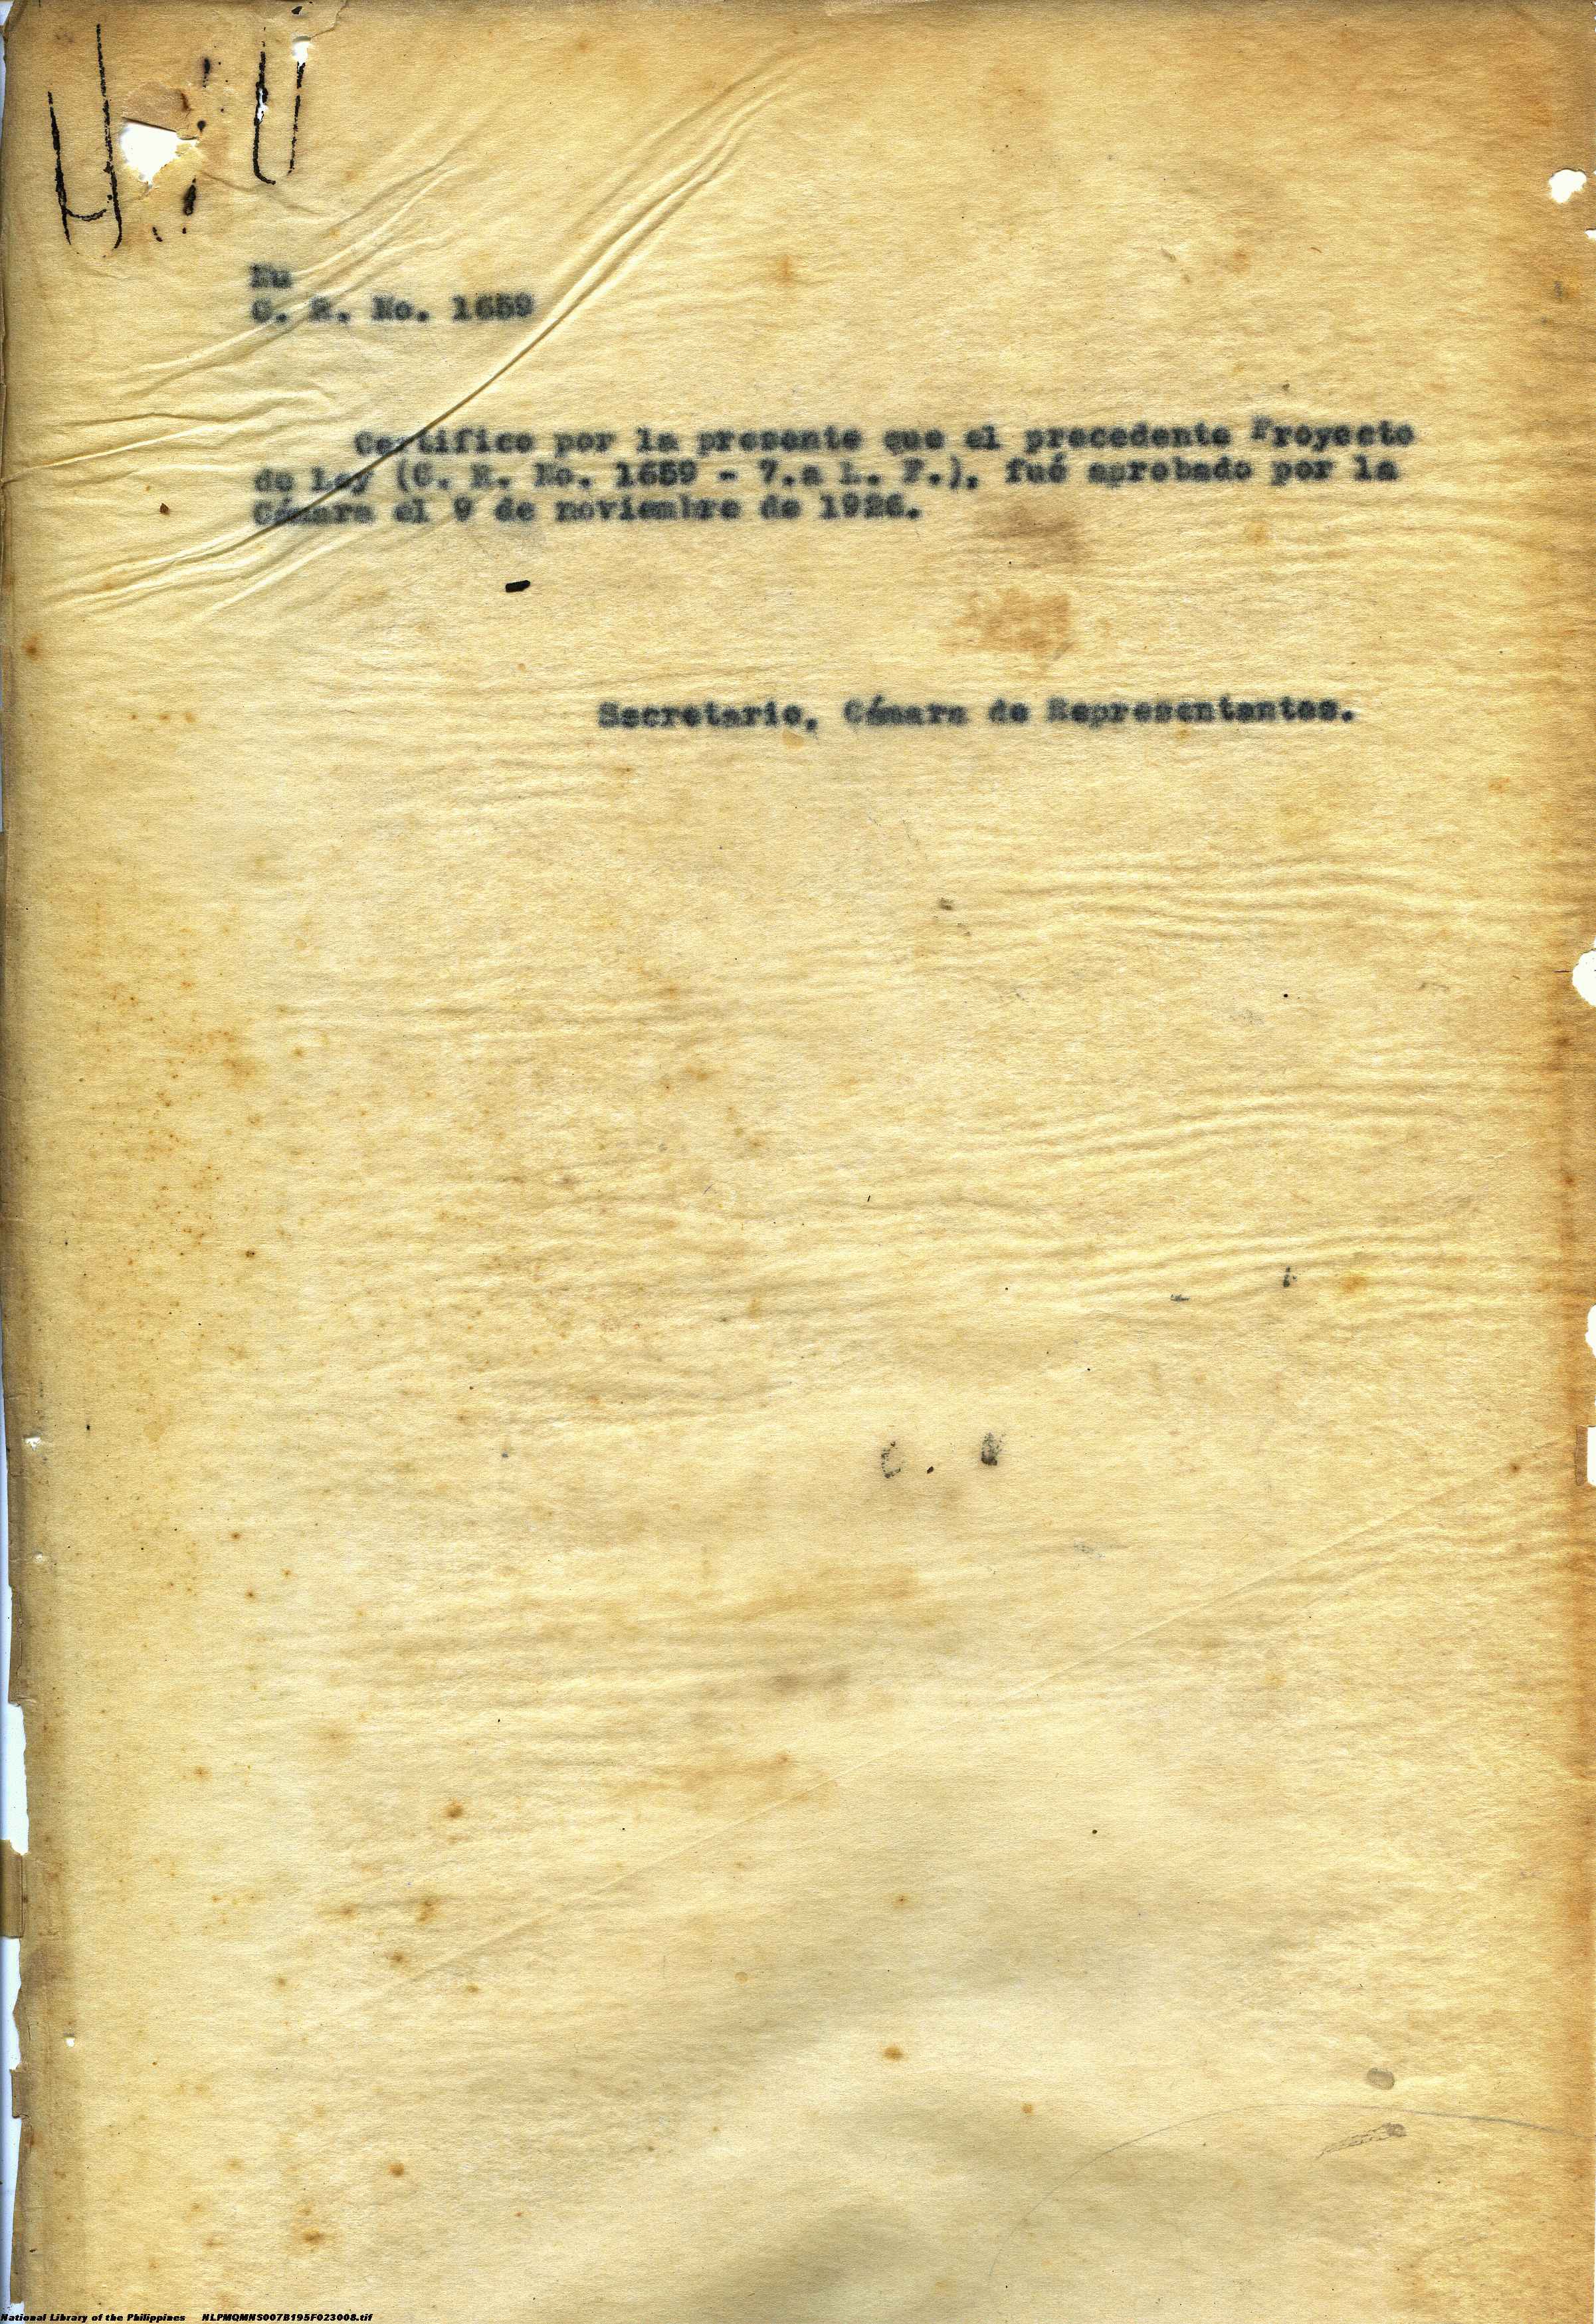 Mu
C. R. No. 1659
Certifico por la presente que el precedente Proyecto
de Ley (C. R. No. 1659 - 7.a L. F.), fué aprobado por la
Cámara el 9 de noviembre de 1926.
Secretario, Cámara de Representantes.
National Library of the Philippines NLPMQMNS007B195F023008.tif